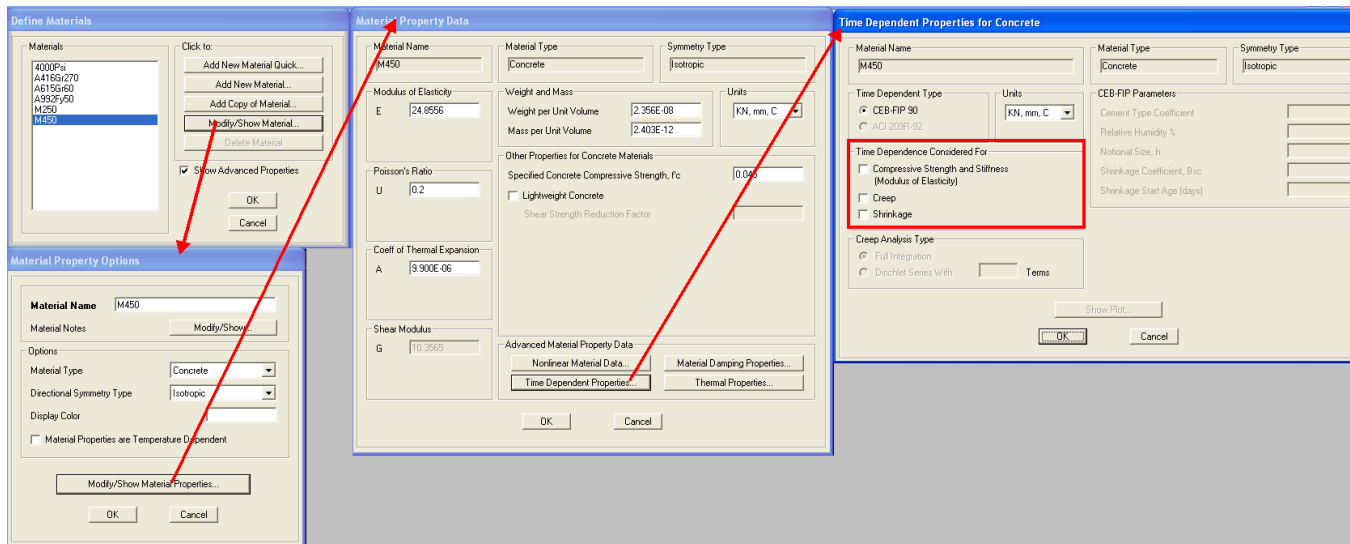 Define Materials
Materials
4000Psi
A416Gr270
A615Gr60
A992Fy50
M250
M450
Click to:
Add New Material Quick...
Add New Material...
Add Copy of Material...
Modify/Show Material...
Delete Material
Show Advanced Properties
OK
Cancel
Material Property Options
Material Name M450
Material Notes Modify/Show...
Options
Material Type Concrete
Directional Symmetry Type Isotropic
Display Color
Material Properties are Temperature Dependent
Modify/Show Material Properties...
OK Cancel
Material Property Data
Material Name Material Type Symmetry Type
M450 Concrete Isotropic
Modulus of Elasticity
E 24.8556
Weight and Mass
Weight per Unit Volume 2.356E-08
Mass per Unit Volume 2.403E-12
Units
KN, mm, C
Poisson's Ratio
U 0.2
Other Properties for Concrete Materials
Specified Concrete Compressive Strength, f'c 0.046
Lightweight Concrete
Shear Strength Reduction Factor
Coeff of Thermal Expansion
A 9.900E-06
Shear Modulus
G 10.3565
Advanced Material Property Data
Nonlinear Material Data... Material Damping Properties...
Time Dependent Properties... Thermal Properties...
OK Cancel
Time Dependent Properties for Concrete
Material Name Material Type Symmetry Type
M450 Concrete Isotropic
Time Dependent Type
CEB-FIP 90
ACI 209R-92
Units
KN, mm, C
CEB-FIP Parameters
Cement Type Coefficient
Relative Humidity %
Notional Size, h
Shrinkage Coefficient, Bsc
Shrinkage Start Age (days)
Time Dependence Considered For
Compressive Strength and Stiffness
(Modulus of Elasticity)
Creep
Shrinkage
Creep Analysis Type
Full Integration
Dirichlet Series With Terms
Show Plot...
OK Cancel